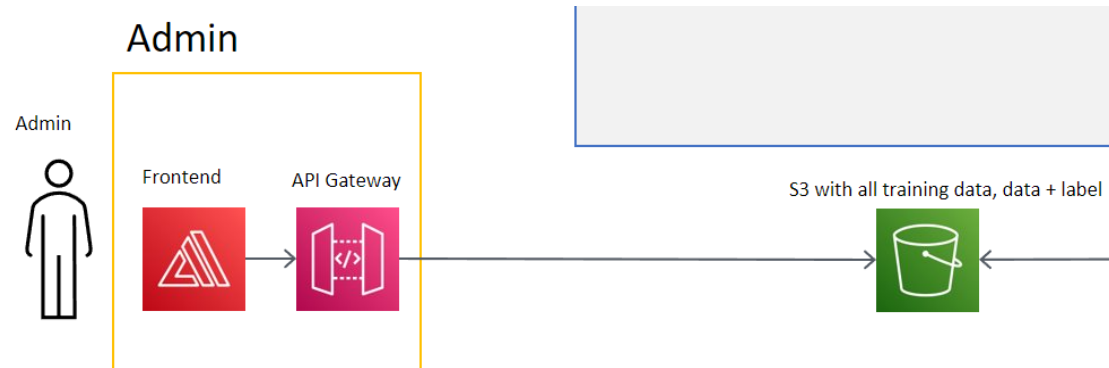 Admin
Admin
Frontend
API Gateway
</>
S3 with all training data, data + label